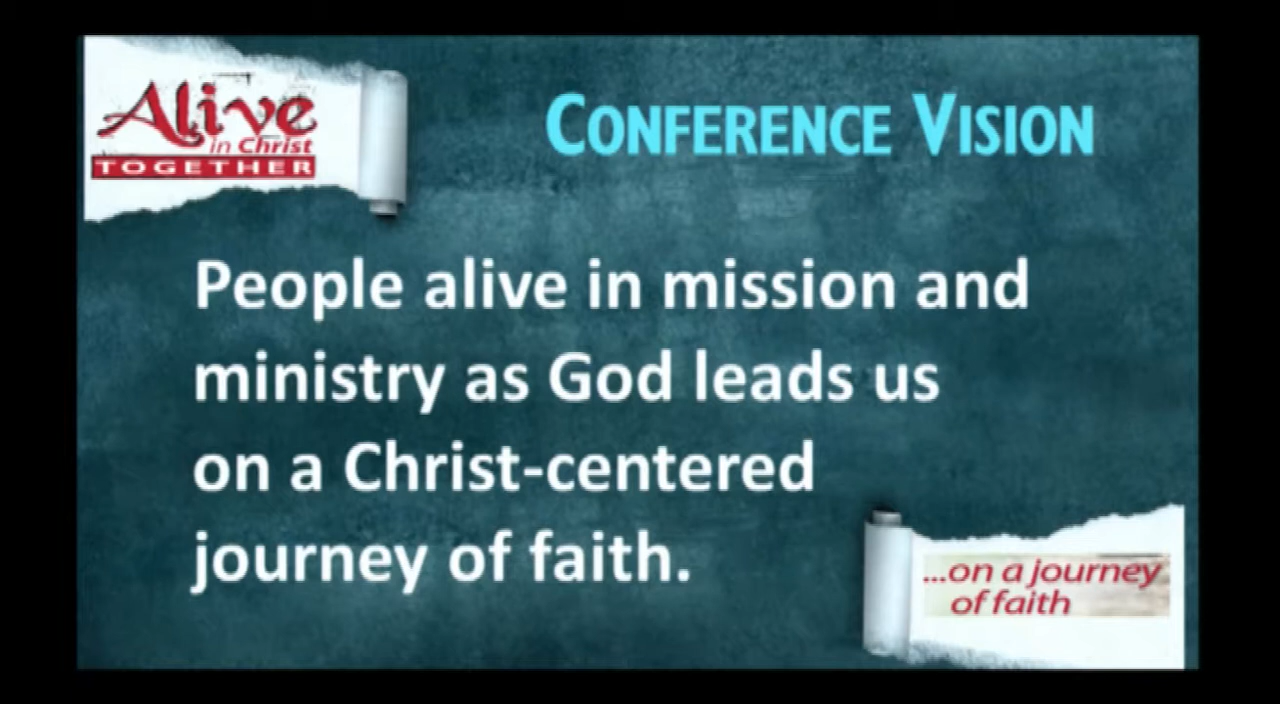 Alive
in Christ
TOGETHER
CONFERENCE VISION
People alive in mission and
ministry as God leads us
on a Christ-centered
journey of faith.
...on a journey
of faith